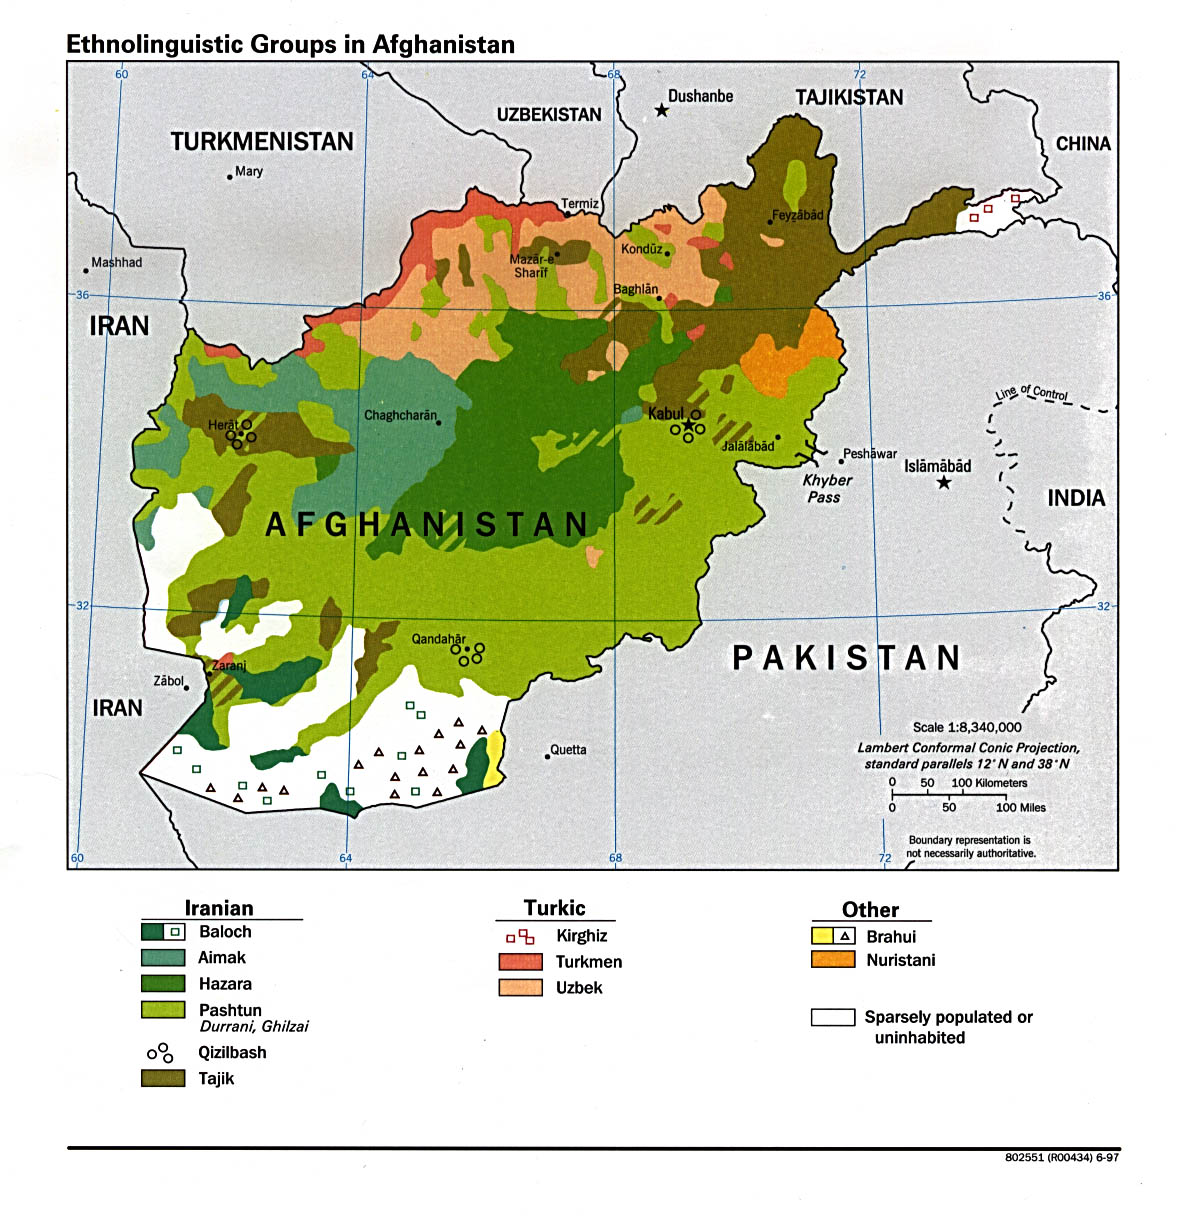 Ethnolinguistic Groups in Afghanistan
60
64
68
72
Dushanbe
TAJIKISTAN
UZBEKISTAN
TURKMENISTAN
CHINA
Mary
Termiz
Feyzābād
Mashhad
Kondūz
Mazār-e
Sharīf
Baghlān
36
36
IRAN
Line of Control
Chaghcharān
Kabul
Herāt
Jalālābād
Peshāwar
Islāmābād
Khyber
Pass
INDIA
AFGHANISTAN
32
32
Qandahār
PAKISTAN
Zaranj
Zābol
IRAN
Quetta
Scale 1:8,340,000
Lambert Conformal Conic Projection,
standard parallels 12°N and 38°N
0 50 100 Kilometers
0 50 100 Miles
Boundary representation is
not necessarily authoritative.
60
64
68
72
Iranian
Baloch
Aimak
Hazara
Pashtun
Durrani, Ghilzai
Qizilbash
Tajik
Turkic
Kirghiz
Turkmen
Uzbek
Other
Brahui
Nuristani
Sparsely populated or
uninhabited
802551 (R00434) 6-97